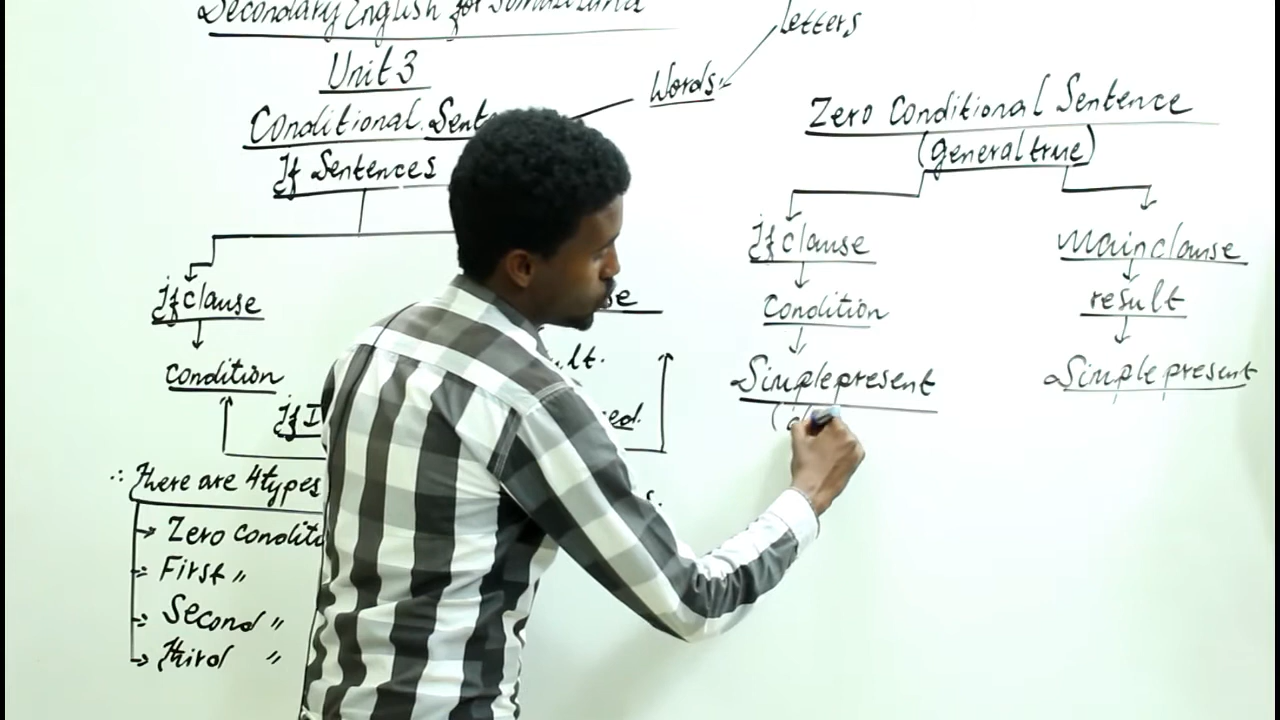 Secondary English for Somaliland
Unit 3
Conditional Sent
If Sentences
Words
Letters
If clause
Condition
If I
ed.
∴ There are 4 types
→ Zero conditi
First "
Second "
→ Third "
Zero Conditional Sentence
(general true)
If clause
Main clause
Condition
result
Simple present
Simple present